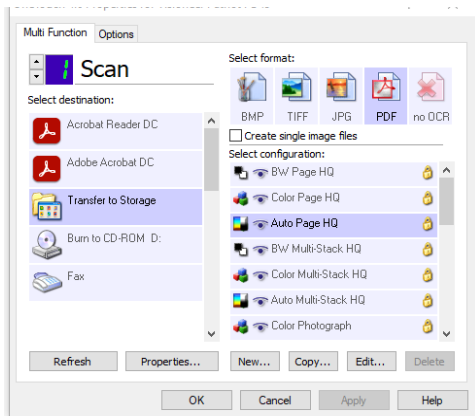 Multi Function
Options
1 Scan
Select destination:
Acrobat Reader DC
Adobe Acrobat DC
Transfer to Storage
Burn to CD-ROM D:
Fax
Select format:
BMP TIFF JPG PDF no OCR
Create single image files
Select configuration:
BW Page HQ
Color Page HQ
Auto Page HQ
BW Multi-Stack HQ
Color Multi-Stack HQ
Auto Multi-Stack HQ
Color Photograph
Refresh Properties... New... Copy... Edit... Delete
OK Cancel Apply Help